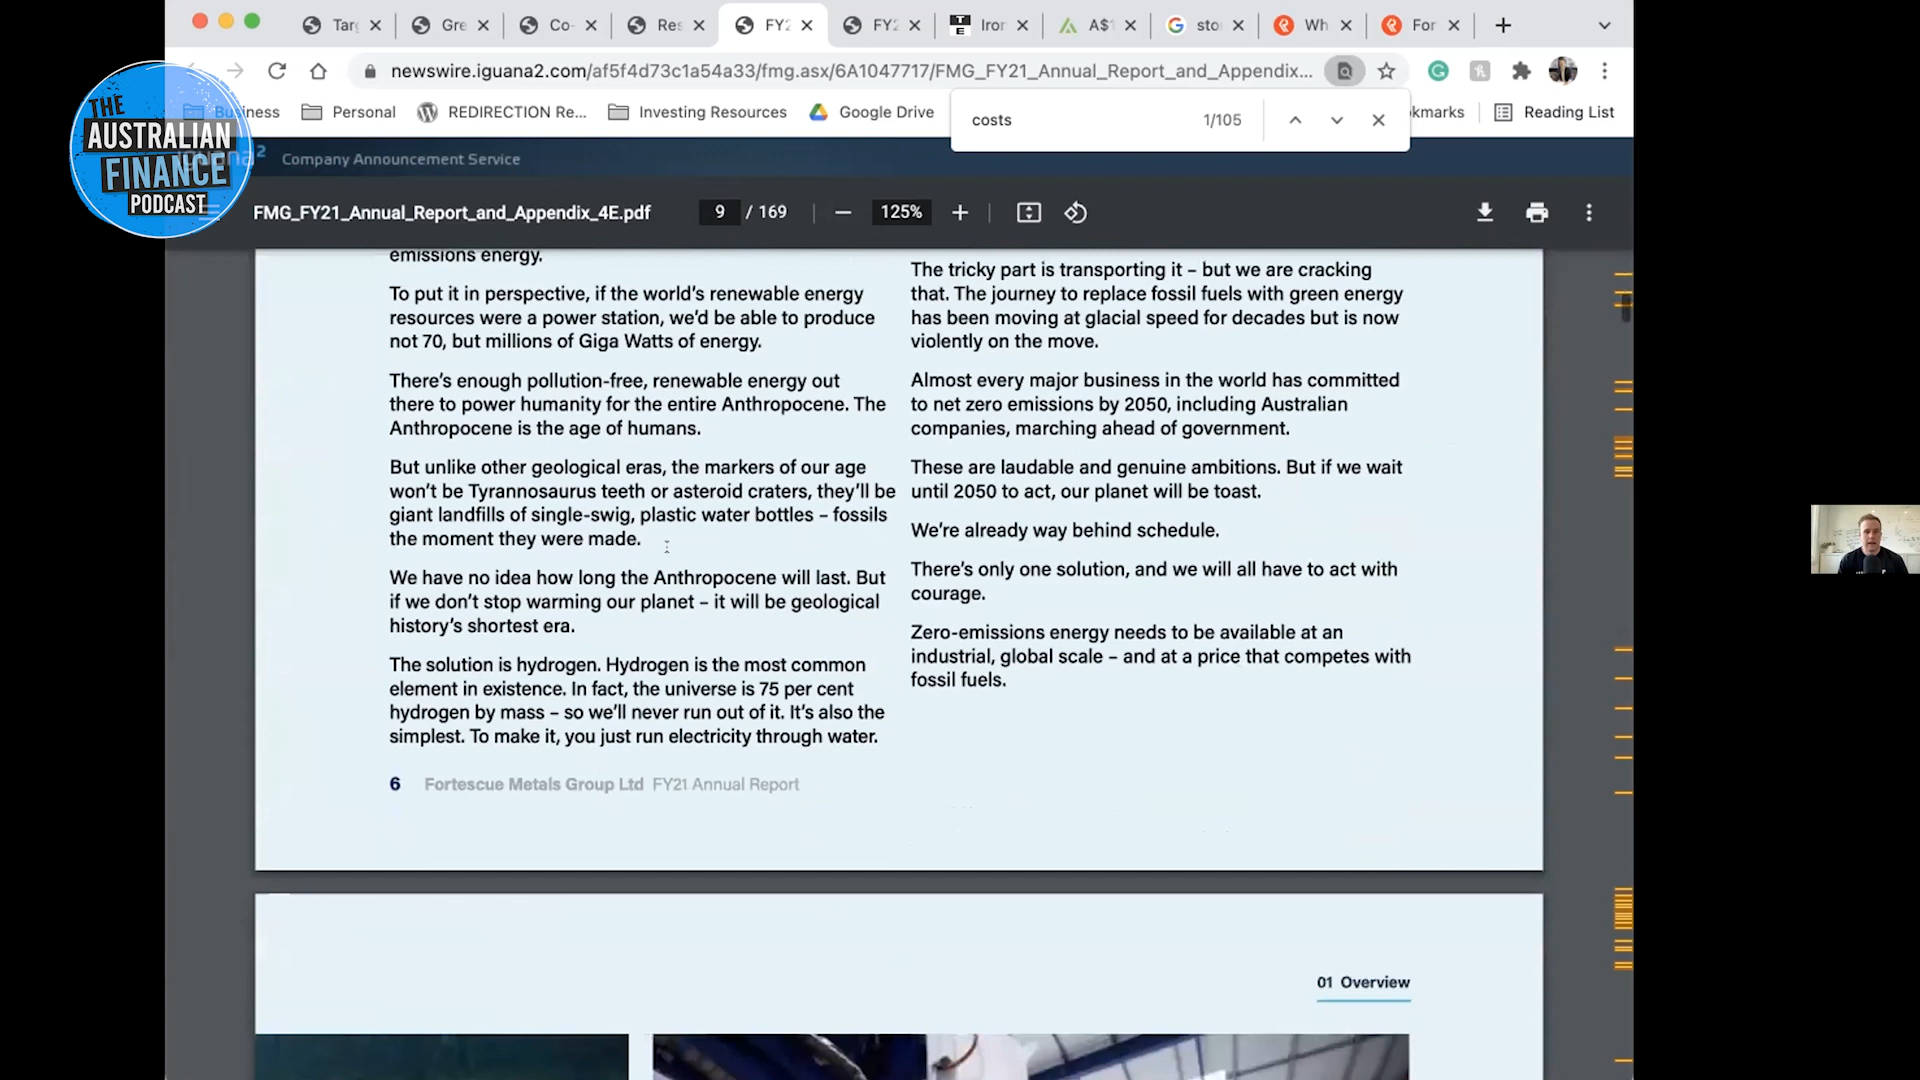 Tar
Gre
Co-
Res
FY2
FY2
Iror
A$1
sto
Wh
For
newswire.iguana2.com/af5f4d73c1a54a33/fmg.asx/6A1047717/FMG_FY21_Annual_Report_and_Appendix...
THE
AUSTRALIAN
FINANCE
PODCAST
Business
Personal
REDIRECTION Re...
Investing Resources
Google Drive
okmarks
Reading List
costs
1/105
Company Announcement Service
FMG_FY21_Annual_Report_and_Appendix_4E.pdf
9 / 169
125%
emissions energy.
To put it in perspective, if the world's renewable energy
resources were a power station, we'd be able to produce
not 70, but millions of Giga Watts of energy.
There's enough pollution-free, renewable energy out
there to power humanity for the entire Anthropocene. The
Anthropocene is the age of humans.
But unlike other geological eras, the markers of our age
won't be Tyrannosaurus teeth or asteroid craters, they'll be
giant landfills of single-swig, plastic water bottles – fossils
the moment they were made.
We have no idea how long the Anthropocene will last. But
if we don't stop warming our planet – it will be geological
history's shortest era.
The solution is hydrogen. Hydrogen is the most common
element in existence. In fact, the universe is 75 per cent
hydrogen by mass – so we'll never run out of it. It's also the
simplest. To make it, you just run electricity through water.
The tricky part is transporting it – but we are cracking
that. The journey to replace fossil fuels with green energy
has been moving at glacial speed for decades but is now
violently on the move.
Almost every major business in the world has committed
to net zero emissions by 2050, including Australian
companies, marching ahead of government.
These are laudable and genuine ambitions. But if we wait
until 2050 to act, our planet will be toast.
We're already way behind schedule.
There's only one solution, and we will all have to act with
courage.
Zero-emissions energy needs to be available at an
industrial, global scale – and at a price that competes with
fossil fuels.
6 Fortescue Metals Group Ltd FY21 Annual Report
01 Overview